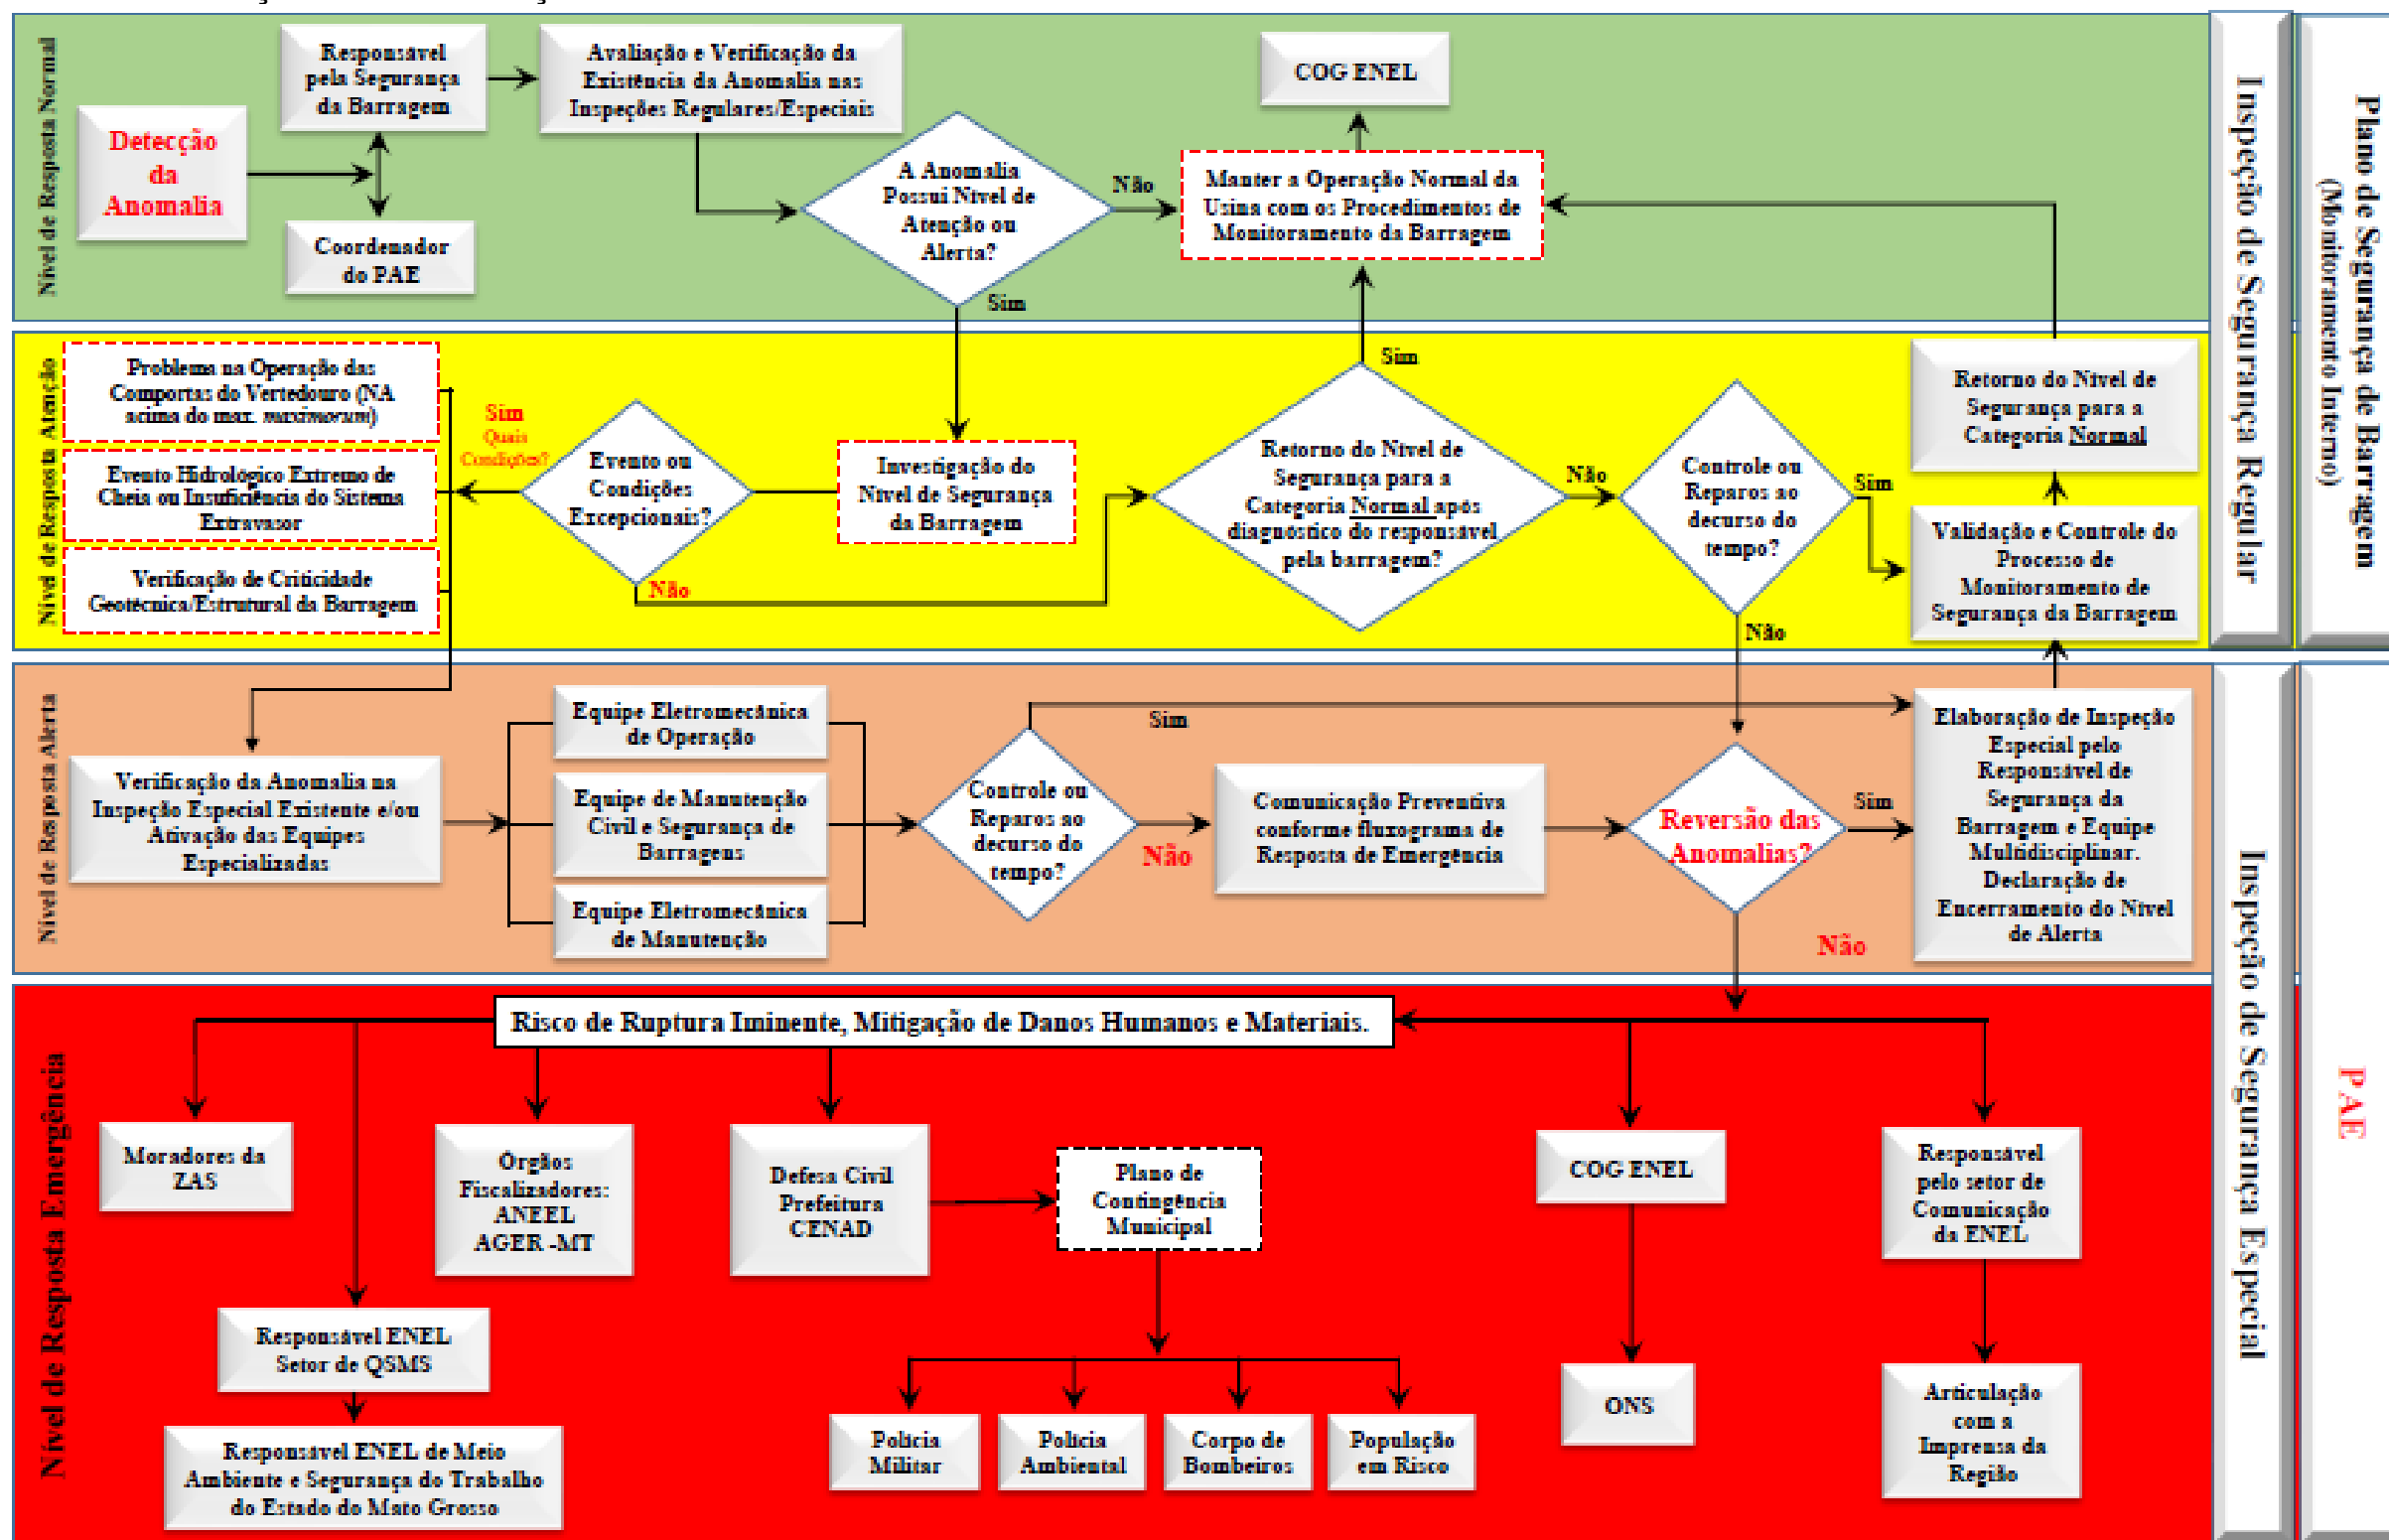 Nível de Resposta Normal
Detecção
da
Anomalia
Responsável
pela Segurança
da Barragem
Coordenador
do PAE
Avaliação e Verificação da
Existência da Anomalia nas
Inspeções Regulares/Especiais
A Anomalia
Possui Nível de
Atenção ou
Alerta?
Não
Sim
COG ENEL
Manter a Operação Normal da
Usina com os Procedimentos de
Monitoramento da Barragem
Nível de Resposta Atenção
Problema na Operação das
Comportas do Vertedouro (NA
acima do max. maximorum)
Evento Hidrológico Extremo de
Cheia ou Insuficiência do Sistema
Extravasor
Verificação de Criticidade
Geotécnica/Estrutural da Barragem
Sim
Quais
Condições?
Evento ou
Condições
Excepcionais?
Não
Investigação do
Nível de Segurança
da Barragem
Sim
Retorno do Nível de
Segurança para a
Categoria Normal após
diagnóstico do responsável
pela barragem?
Não
Controle ou
Reparos ao
decurso do
tempo?
Sim
Não
Retorno do Nível de
Segurança para a
Categoria Normal
Validação e Controle do
Processo de
Monitoramento de
Segurança da Barragem
Inspeção de Segurança Regular
Plano de Segurança de Barragem
(Monitoramento Interno)
Nível de Resposta Alerta
Verificação da Anomalia na
Inspeção Especial Existente e/ou
Ativação das Equipes
Especializadas
Equipe Eletromecânica
de Operação
Equipe de Manutenção
Civil e Segurança de
Barragens
Equipe Eletromecânica
de Manutenção
Controle ou
Reparos ao
decurso do
tempo?
Sim
Não
Comunicação Preventiva
conforme fluxograma de
Resposta de Emergência
Reversão das
Anomalias?
Sim
Não
Elaboração de Inspeção
Especial pelo
Responsável de
Segurança da
Barragem e Equipe
Multidisciplinar.
Declaração de
Encerramento do Nível
de Alerta
Nível de Resposta Emergência
Risco de Ruptura Iminente, Mitigação de Danos Humanos e Materiais.
Moradores da
ZAS
Responsável ENEL
Setor de QSMS
Responsável ENEL de Meio
Ambiente e Segurança do Trabalho
do Estado do Mato Grosso
Órgãos
Fiscalizadores:
ANEEL
AGER -MT
Defesa Civil
Prefeitura
CENAD
Plano de
Contingência
Municipal
Polícia
Militar
Polícia
Ambiental
Corpo de
Bombeiros
População
em Risco
COG ENEL
ONS
Responsável
pelo setor de
Comunicação
da ENEL
Articulação
com a
Imprensa da
Região
Inspeção de Segurança Especial
PAE